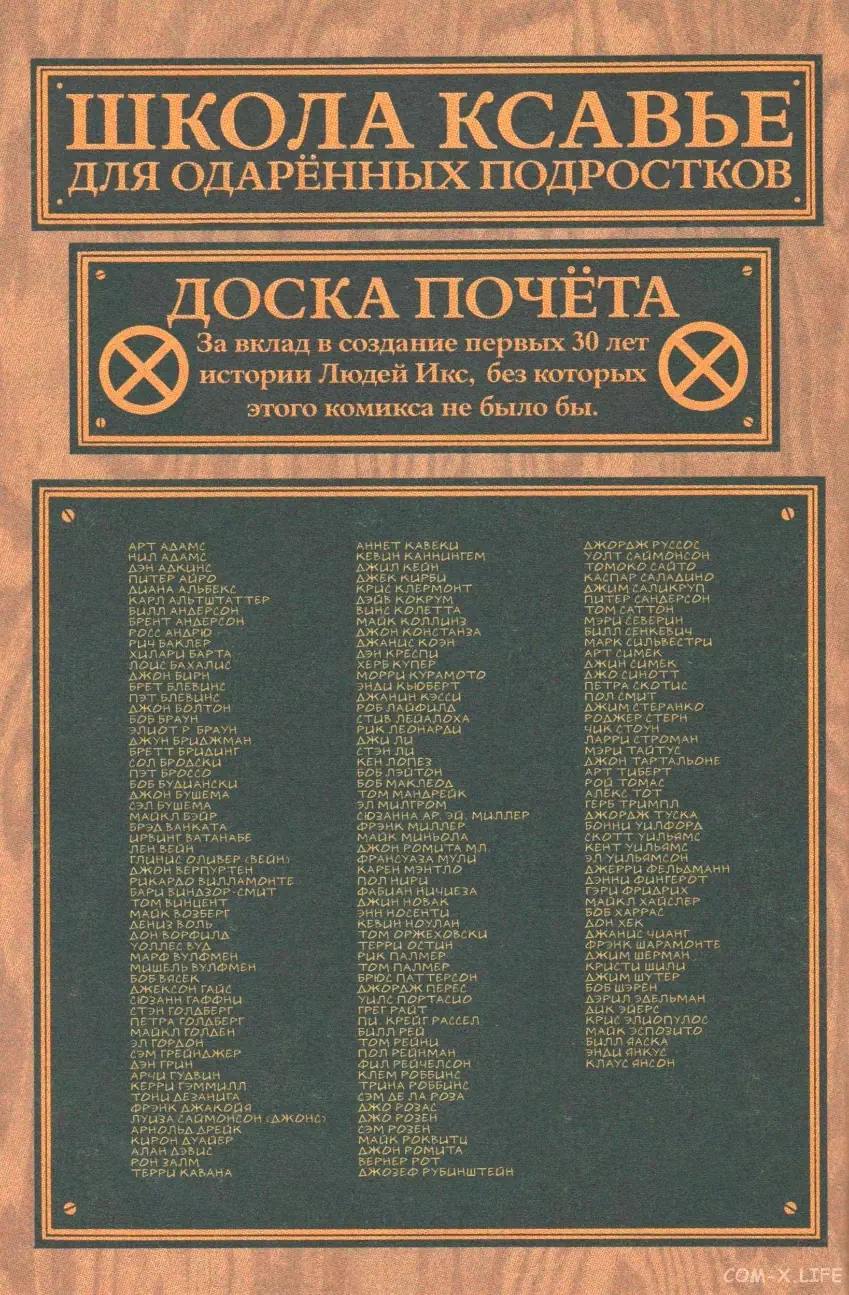 ШКОЛА КСАВЬЕ
ДЛЯ ОДАРЁННЫХ ПОДРОСТКОВ
ДОСКА ПОЧЁТА
За вклад в создание первых 30 лет
истории Людей Икс, без которых
этого комикса не было бы.
АРТ АДАМС
НИЛ АДАМС
ДЭН АДКИНС
ПИТЕР АЙРО
ДИАНА АЛЬБЕКС
КАРЛ АЛЬТШТАТТЕР
БИЛЛ АНДЕРСОН
БРЕНТ АНДЕРСОН
РОСС АНДРЮ
РИЧ БАКЛЕР
ХИЛАРИ БАРТА
ЛОИС БАХАЛИС
ДЖОН БИРН
БРЕТ БЛЕВИНС
ПЭТ БЛЕВИНС
ДЖОН БОЛТОН
БОБ БРАУН
ЭЛИОТ Р. БРАУН
ДЖУН БРИДЖМАН
БРЕТТ БРИДИНГ
СОЛ БРОДСКИ
ПЭТ БРОССО
БОБ БУДИАНСКИ
ДЖОН БУШЕМА
СЭЛ БУШЕМА
МАЙКЛ БЭЙР
БРЭД ВАНКАТА
ИРВИНГ ВАТАНАБЕ
ЛЕН ВЕЙН
ГЛИНИС ОЛИВЕР (ВЕЙН)
ДЖОН ВЕРПУРТЕН
РИКАРДО ВИЛЛАМОНТЕ
БАРИ ВИНДЗОР-СМИТ
ТОМ ВИНЦЕНТ
МАЙК ВОЗБЕРГ
ДЕНИЗ ВОЛЬ
ДОН ВОРФИЛД
УОЛЛЕС ВУД
МАРФ ВУЛФМЕН
МИШЕЛЬ ВУЛФМЕН
БОБ ВЯСЕК
ДЖЕКСОН ГАЙС
СЮЗАНН ГАФФНИ
СТЭН ГОЛДБЕРГ
ПЕТРА ГОЛДБЕРГ
МАЙКЛ ГОЛДЕН
ЭЛ ГОРДОН
СЭМ ГРЕЙНДЖЕР
ДЭН ГРИН
АРЧИ ГУДВИН
КЕРРИ ГЭММИЛЛ
ТОНИ ДЕЗАНИГА
ФРЭНК ДЖАКОЙЯ
ЛУИЗА САЙМОНСОН (ДЖОНС)
АРНОЛЬД ДРЕЙК
КИРОН ДУАЙЕР
АЛАН ДЭВИС
РОН ЗАЛМ
ТЕРРИ КАВАНА
АННЕТ КАВЕКИ
КЕВИН КАННИНГЕМ
ДЖИЛ КЕЙН
ДЖЕК КИРБИ
КРИС КЛЕРМОНТ
ДЭЙВ КОКРУМ
ВИНС КОЛЕТТА
МАЙК КОЛЛИНЗ
ДЖОН КОНСТАНЗА
ДЖАНИС КОЭН
ДЭН КРЕСПИ
ХЕРБ КУПЕР
МОРРИ КУРАМОТО
ЭНДИ КЬЮБЕРТ
ДЖАНИН КЭССИ
РОБ ЛАЙФИЛД
СТИВ ЛЕЙАЛОХА
РИК ЛЕОНАРДИ
ДЖИ ЛИ
СТЭН ЛИ
КЕН ЛОПЕЗ
БОБ ЛЭЙТОН
БОБ МАКЛЕОД
ТОМ МАНДРЕЙК
ЭЛ МИЛГРОМ
СЮЗАННА АР. ЭЙ. МИЛЛЕР
ФРЭНК МИЛЛЕР
МАЙК МИНЬОЛА
ДЖОН РОМИТА МЛ.
ФРАНСУАЗА МУЛИ
КАРЕН МЭНТЛО
ПОЛ НИРИ
ФАБИАН НИЧИЕЗА
ДЖИН НОВАК
ЭНН НОСЕНТИ
КЕВИН НОУЛАН
ТОМ ОРЖЕХОВСКИ
ТЕРРИ ОСТИН
РИК ПАЛМЕР
ТОМ ПАЛМЕР
БРЮС ПАТТЕРСОН
ДЖОРДЖ ПЕРЕС
УИЛС ПОРТАСИО
ГРЕГ РАЙТ
ПИ. КРЕЙГ РАССЕЛ
БИЛЛ РЕЙ
ТОМ РЕЙНИ
ПОЛ РЕЙНМАН
ФИЛ РЕЙЧЕЛСОН
КЛЕМ РОББИНС
ТРИНА РОББИНС
СЭМ ДЕ ЛА РОЗА
ДЖО РОЗАС
ДЖО РОЗЕН
СЭМ РОЗЕН
МАЙК РОКВИТЦ
ДЖОН РОМИТА
ВЕРНЕР РОТ
ДЖОЗЕФ РУБИНШТЕЙН
ДЖОРДЖ РУССОС
УОЛТ САЙМОНСОН
ТОМОКО САЙТО
КАСПАР САЛАДИНО
ДЖИМ САЛИКРУП
ПИТЕР САНДЕРСОН
ТОМ САТТОН
МЭРИ СЕВЕРИН
БИЛЛ СЕНКЕВИЧ
МАРК СИЛЬВЕСТРИ
АРТ СИМЕК
ДЖИН СИМЕК
ДЖО СИНОТТ
ПЕТРА СКОТИС
ПОЛ СМИТ
ДЖИМ СТЕРАНКО
РОДЖЕР СТЕРН
ЧИК СТОУН
ЛАРРИ СТРОМАН
МЭРИ ТАЙТУС
ДЖОН ТАРТАЛЬОНЕ
АРТ ТИБЕРТ
РОЙ ТОМАС
АЛЕКС ТОТ
ГЕРБ ТРИМПЛ
ДЖОРДЖ ТУСКА
БОННИ УИЛФОРД
СКОТТ УИЛЬЯМС
КЕНТ УИЛЬЯМС
ЭЛ УИЛЬЯМСОН
ДЖЕРРИ ФЕЛЬДМАНН
ДЭННИ ФИНГЕРОТ
ГЭРИ ФРИДРИХ
МАЙКЛ ХАЙСЛЕР
БОБ ХАРРАС
ДОН ХЕК
ДЖАНИС ЧИАНГ
ФРЭНК ШАРАМОНТЕ
ДЖИМ ШЕРМАН
КРИСТИ ШИЛИ
ДЖИМ ШУТЕР
БОБ ШЭРЕН
ДЭРИЛ ЭДЕЛЬМАН
ДИК ЭЙЕРС
КРИС ЭЛИОПУЛОС
МАЙК ЭСПОЗИТО
БИЛЛ ЯАСКА
ЭНДИ ЯНКУС
КЛАУС ЯНСОН
COM-X.LIFE